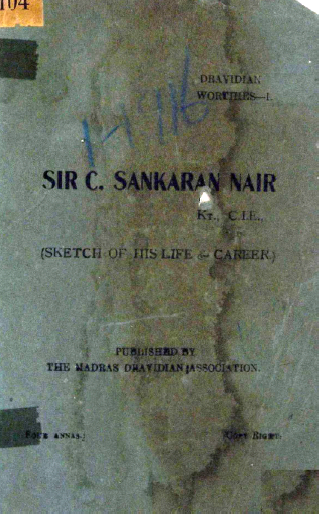 104
DRAVIDIAN
WORTHIES—I.
SIR C. SANKARAN NAIR
KT., C.I.E.,
(SKETCH OF HIS LIFE & CAREER.)
PUBLISHED BY
THE MADRAS DRAVIDIAN ASSOCIATION.
FOUR ANNAS.] [COPY RIGHT.